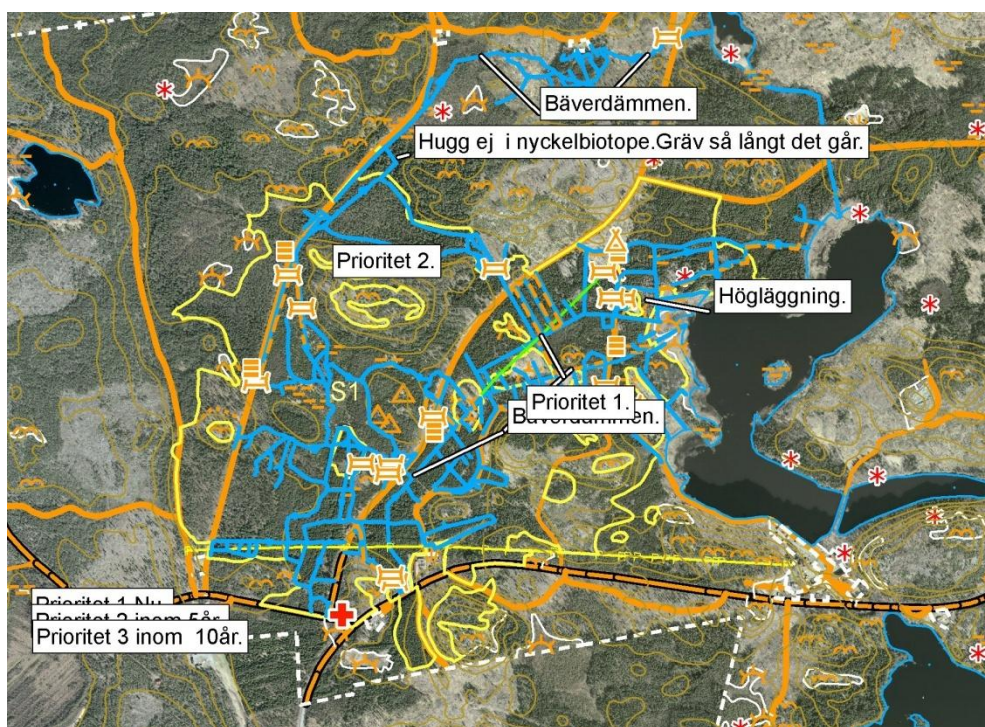 Bäverdämmen.
Hugg ej i nyckelbiotope.Gräv så långt det går.
Prioritet 2.
Högläggning.
S1
Prioritet 1.
Bäverdämmen.
Prioritet 1 Nu
Prioritet 2 inom 5år
Prioritet 3 inom 10år.